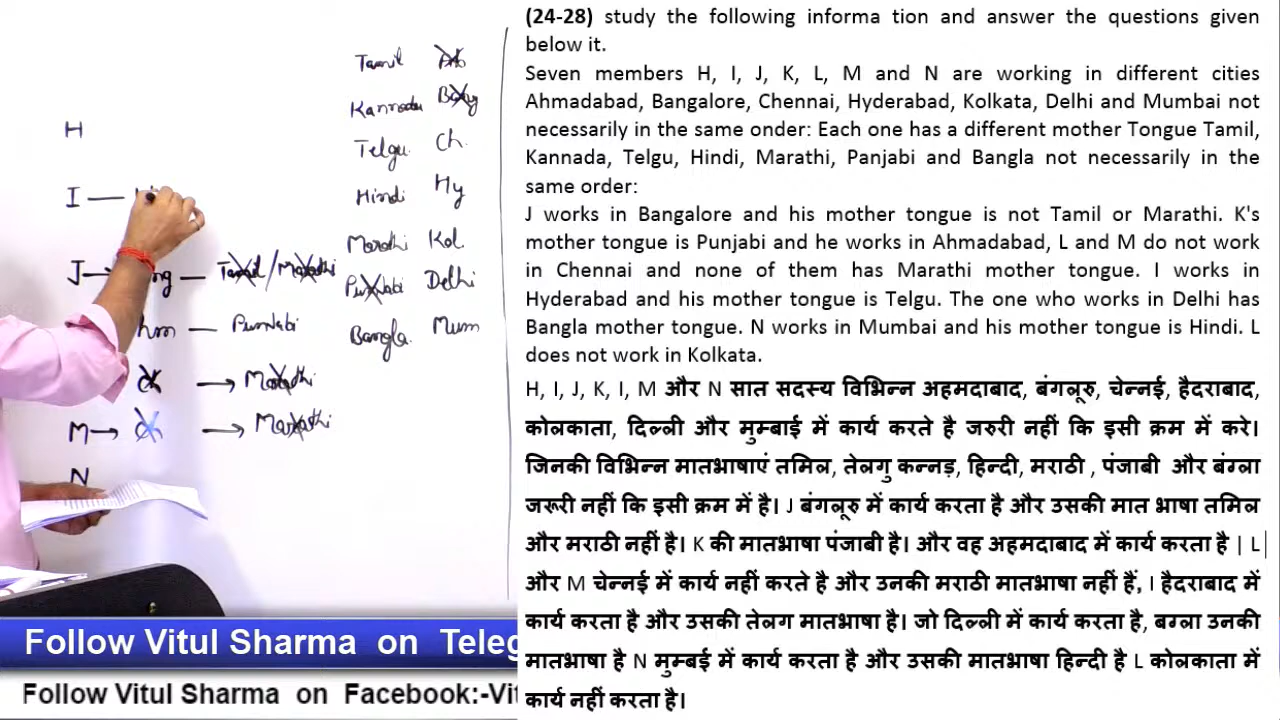 Tamil Ah
Kannada Bang
Telgu Ch.
Hindi Hy
Marathi Kol.
Punjabi Delhi
Bangla. Mum
H
I —
J → ng — Tamil / Marathi
hm — Punjabi
Ch → Marathi
M → Ch → Marathi
N
(24-28) study the following informa tion and answer the questions given
below it.
Seven members H, I, J, K, L, M and N are working in different cities
Ahmadabad, Bangalore, Chennai, Hyderabad, Kolkata, Delhi and Mumbai not
necessarily in the same onder: Each one has a different mother Tongue Tamil,
Kannada, Telgu, Hindi, Marathi, Panjabi and Bangla not necessarily in the
same order:
J works in Bangalore and his mother tongue is not Tamil or Marathi. K's
mother tongue is Punjabi and he works in Ahmadabad, L and M do not work
in Chennai and none of them has Marathi mother tongue. I works in
Hyderabad and his mother tongue is Telgu. The one who works in Delhi has
Bangla mother tongue. N works in Mumbai and his mother tongue is Hindi. L
does not work in Kolkata.
H, I, J, K, I, M और N सात सदस्य विभिन्न अहमदाबाद, बंगलूरु, चेन्नई, हैदराबाद,
कोलकाता, दिल्ली और मुम्बाई में कार्य करते है जरुरी नहीं कि इसी क्रम में करे।
जिनकी विभिन्न मातभाषाएं तमिल, तेलगु कन्नड़, हिन्दी, मराठी , पंजाबी और बंग्ला
जरूरी नहीं कि इसी क्रम में है। J बंगलूरु में कार्य करता है और उसकी मात भाषा तमिल
और मराठी नहीं है। K की मातभाषा पंजाबी है। और वह अहमदाबाद में कार्य करता है | L
और M चेन्नई में कार्य नहीं करते है और उनकी मराठी मातभाषा नहीं हैं, I हैदराबाद में
कार्य करता है और उसकी तेलग मातभाषा है। जो दिल्ली में कार्य करता है, बग्ला उनकी
मातभाषा है N मुम्बई में कार्य करता है और उसकी मातभाषा हिन्दी है L कोलकाता में
कार्य नहीं करता है।
Follow Vitul Sharma on Teleg
Follow Vitul Sharma on Facebook:-Vit